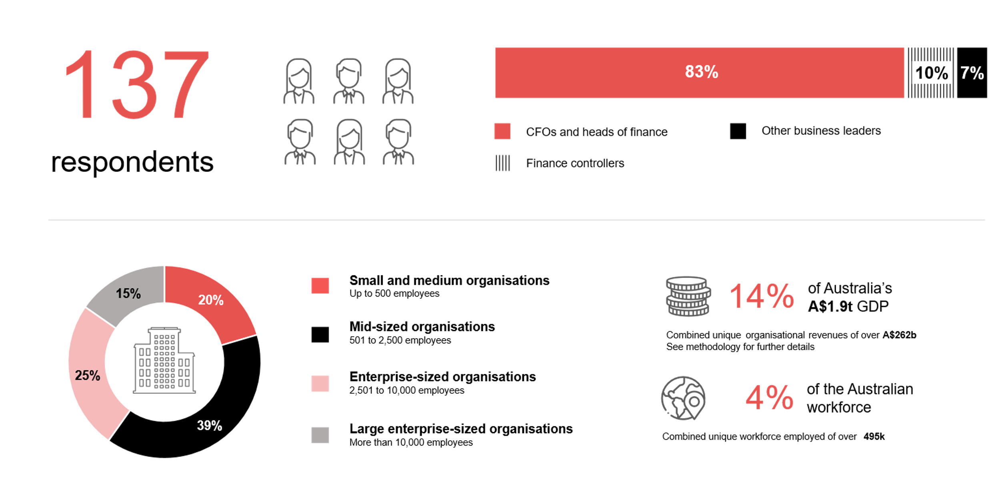 137
respondents
83%
10%
7%
CFOs and heads of finance
Other business leaders
Finance controllers
15%
20%
25%
39%
Small and medium organisations
Up to 500 employees
Mid-sized organisations
501 to 2,500 employees
Enterprise-sized organisations
2,501 to 10,000 employees
Large enterprise-sized organisations
More than 10,000 employees
14%
of Australia’s
A$1.9t GDP
Combined unique organisational revenues of over A$262b
See methodology for further details
4%
of the Australian
workforce
Combined unique workforce employed of over 495k